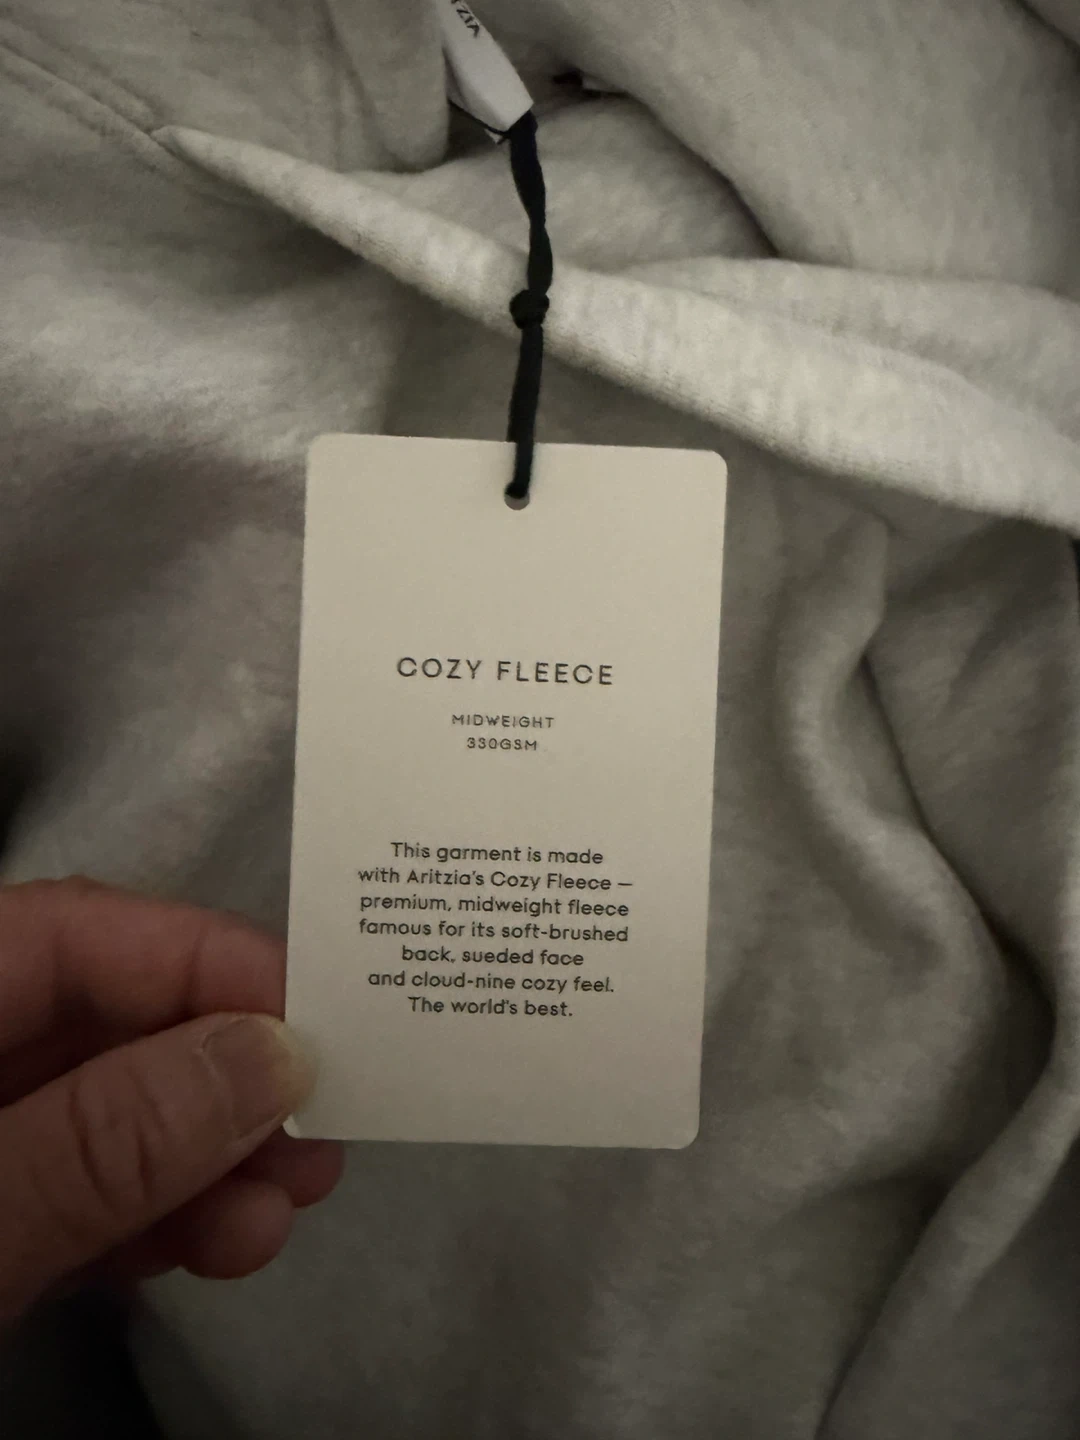 COZY FLEECE
MIDWEIGHT
330GSM
This garment is made
with Aritzia's Cozy Fleece —
premium, midweight fleece
famous for its soft-brushed
back, sueded face
and cloud-nine cozy feel.
The world's best.